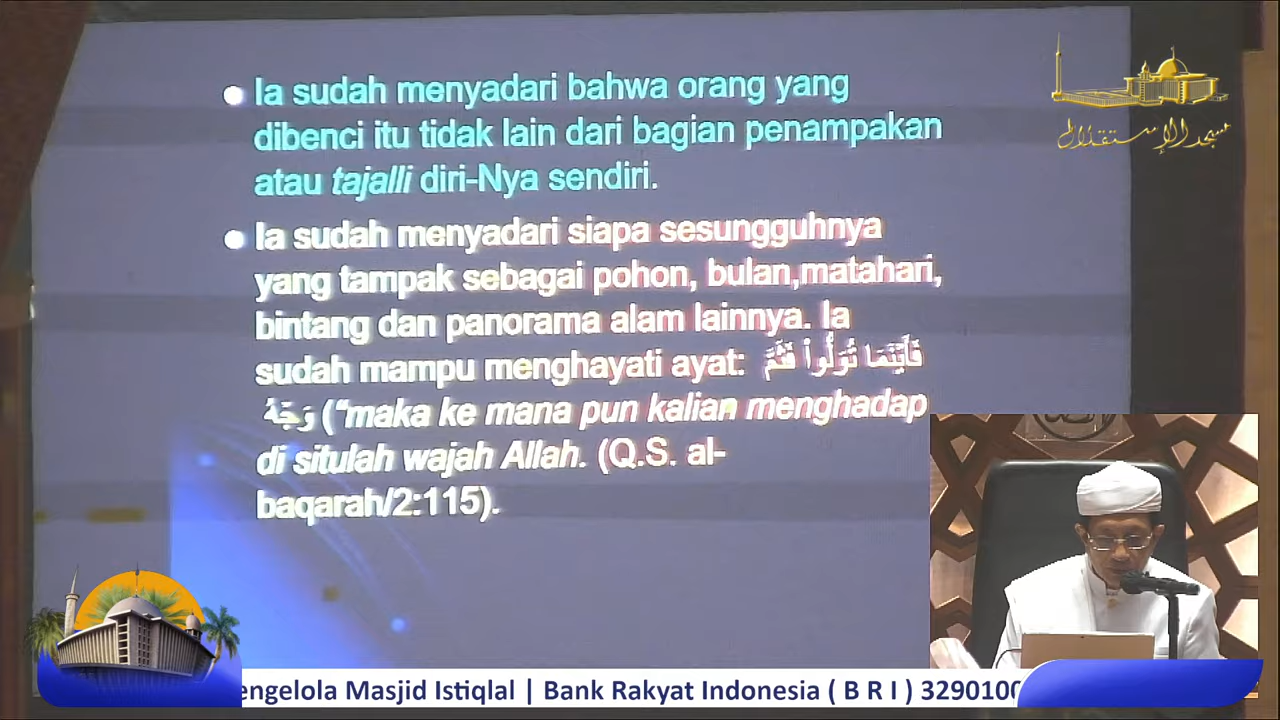 • Ia sudah menyadari bahwa orang yang
dibenci itu tidak lain dari bagian penampakan
atau tajalli diri-Nya sendiri.
• Ia sudah menyadari siapa sesungguhnya
yang tampak sebagai pohon, bulan,matahari,
bintang dan panorama alam lainnya. Ia
sudah mampu menghayati ayat: فَأَيْنَمَا تُوَلُّوا۟ فَثَمَّ
وَجْهُ (“maka ke mana pun kalian menghadap
di situlah wajah Allah. (Q.S. al-
baqarah/2:115).
مسجد الإستقلال
engelola Masjid Istiqlal | Bank Rakyat Indonesia ( B R I ) 3290100